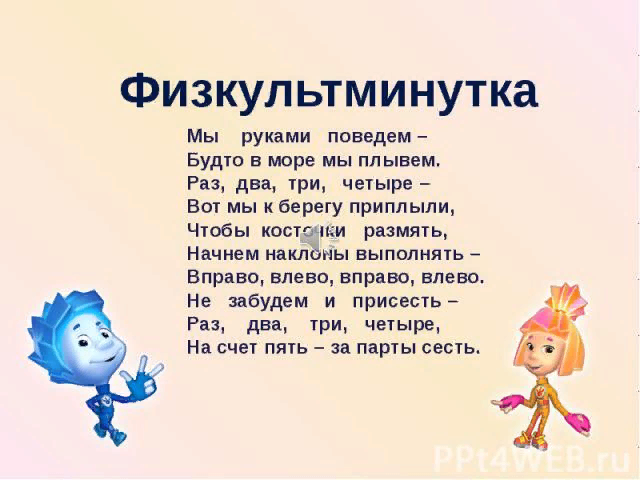 Физкультминутка
Мы руками поведем –
Будто в море мы плывем.
Раз, два, три, четыре –
Вот мы к берегу приплыли,
Чтобы косточки размять,
Начнем наклоны выполнять –
Вправо, влево, вправо, влево.
Не забудем и присесть –
Раз, два, три, четыре,
На счет пять – за парты сесть.
PPt4WEB.ru